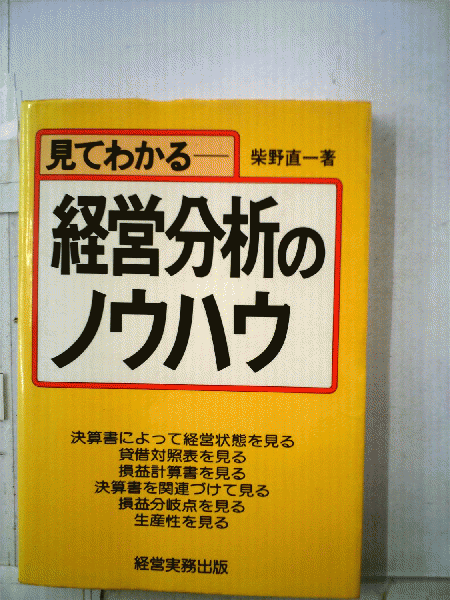 見てわかる──
柴野直一著
経営分析の
ノウハウ
決算書によって経営状態を見る
貸借対照表を見る
損益計算書を見る
決算書を関連づけて見る
損益分岐点を見る
生産性を見る
経営実務出版